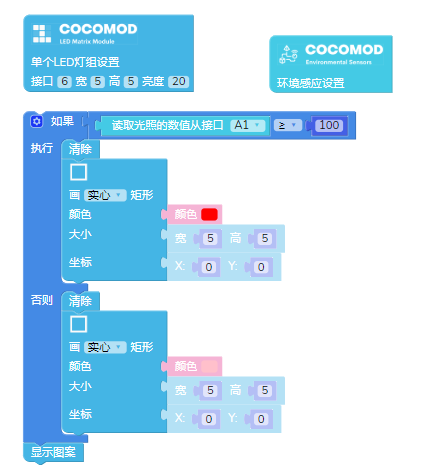 COCOMOD
LED Matrix Module
单个LED灯组设置
接口 6 宽 5 高 5 亮度 20
COCOMOD
Environmental Sensors
环境感应设置
如果 读取光照的数值从接口 A1 ≥ 100
执行 清除
画 实心 矩形
颜色 颜色
大小 宽 5 高 5
坐标 X: 0 Y: 0
否则 清除
画 实心 矩形
颜色 颜色
大小 宽 5 高 5
坐标 X: 0 Y: 0
显示图案